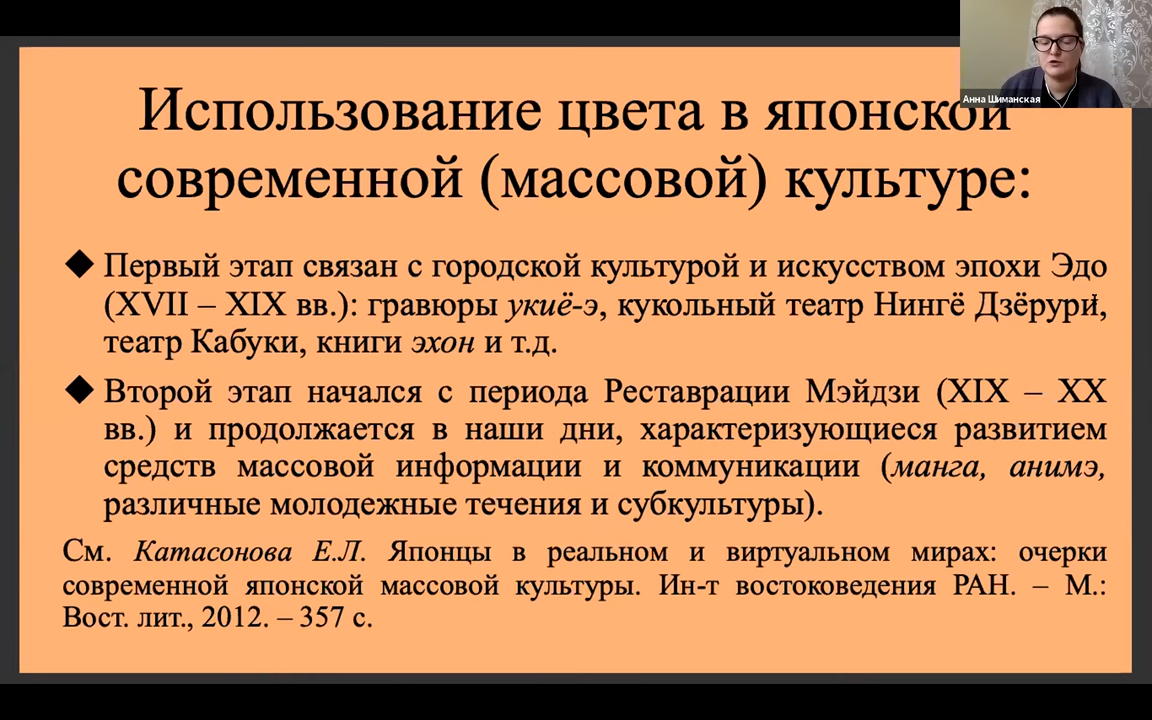 Анна Шиманская
Использование цвета в японской
современной (массовой) культуре:
◆ Первый этап связан с городской культурой и искусством эпохи Эдо
(XVII – XIX вв.): гравюры укиё-э, кукольный театр Нингё Дзёрури,
театр Кабуки, книги эхон и т.д.
◆ Второй этап начался с периода Реставрации Мэйдзи (XIX – XX
вв.) и продолжается в наши дни, характеризующиеся развитием
средств массовой информации и коммуникации (манга, анимэ,
различные молодежные течения и субкультуры).
См. Катасонова Е.Л. Японцы в реальном и виртуальном мирах: очерки
современной японской массовой культуры. Ин-т востоковедения РАН. – М.:
Вост. лит., 2012. – 357 с.